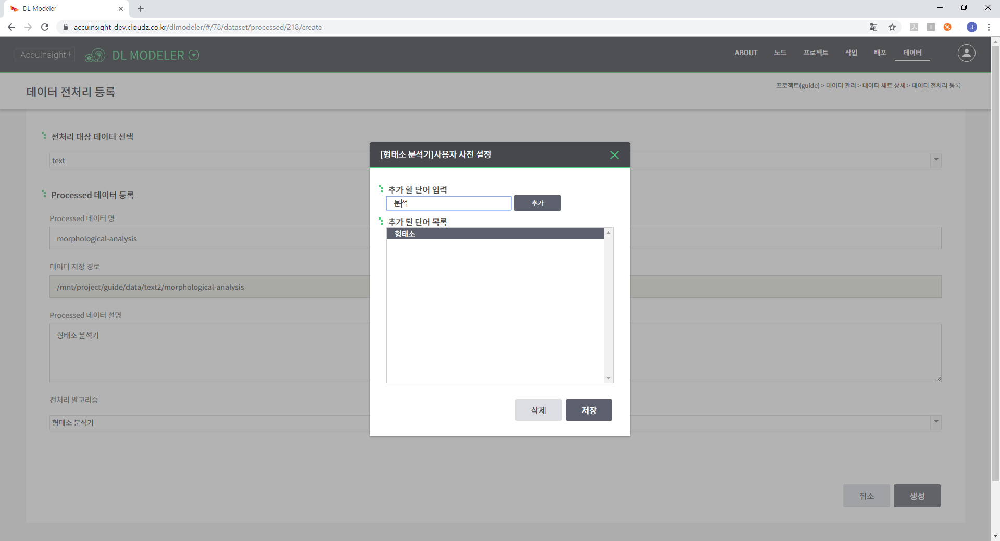 DL Modeler
accuinsight-dev.cloudz.co.kr/dlmodeler/#/78/dataset/processed/218/create
J
AccuInsight+
DL MODELER
ABOUT 노드 프로젝트 작업 배포 데이터
데이터 전처리 등록
프로젝트(guide) > 데이터 관리 > 데이터 세트 상세 > 데이터 전처리 등록
전처리 대상 데이터 선택
text
Processed 데이터 등록
Processed 데이터 명
morphological-analysis
데이터 저장 경로
/mnt/project/guide/data/text2/morphological-analysis
Processed 데이터 설명
형태소 분석기
전처리 알고리즘
형태소 분석기
취소 생성
[형태소 분석기]사용자 사전 설정
추가 할 단어 입력
분석 추가
추가 된 단어 목록
형태소
삭제 저장